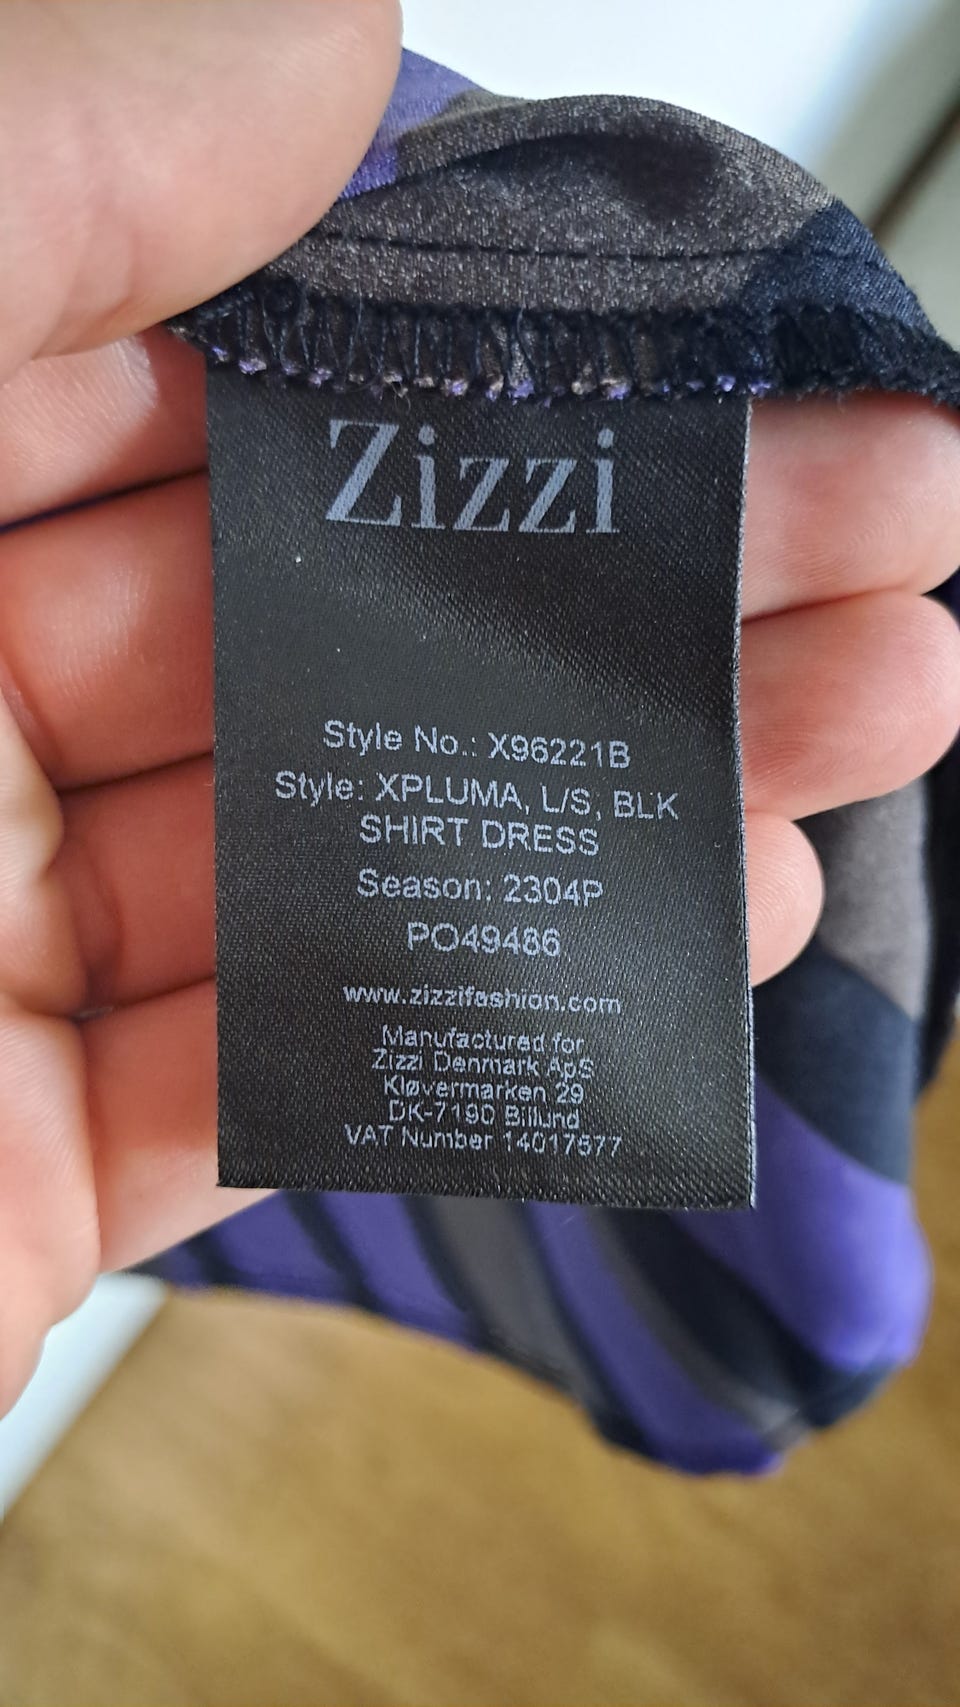 Zizzi
Style No.: X96221B
Style: XPLUMA, L/S, BLK
SHIRT DRESS
Season: 2304P
PO49486
www.zizzifashion.com
Manufactured for
Zizzi Denmark ApS
Kløvermarken 29
DK-7190 Billund
VAT Number 14017677